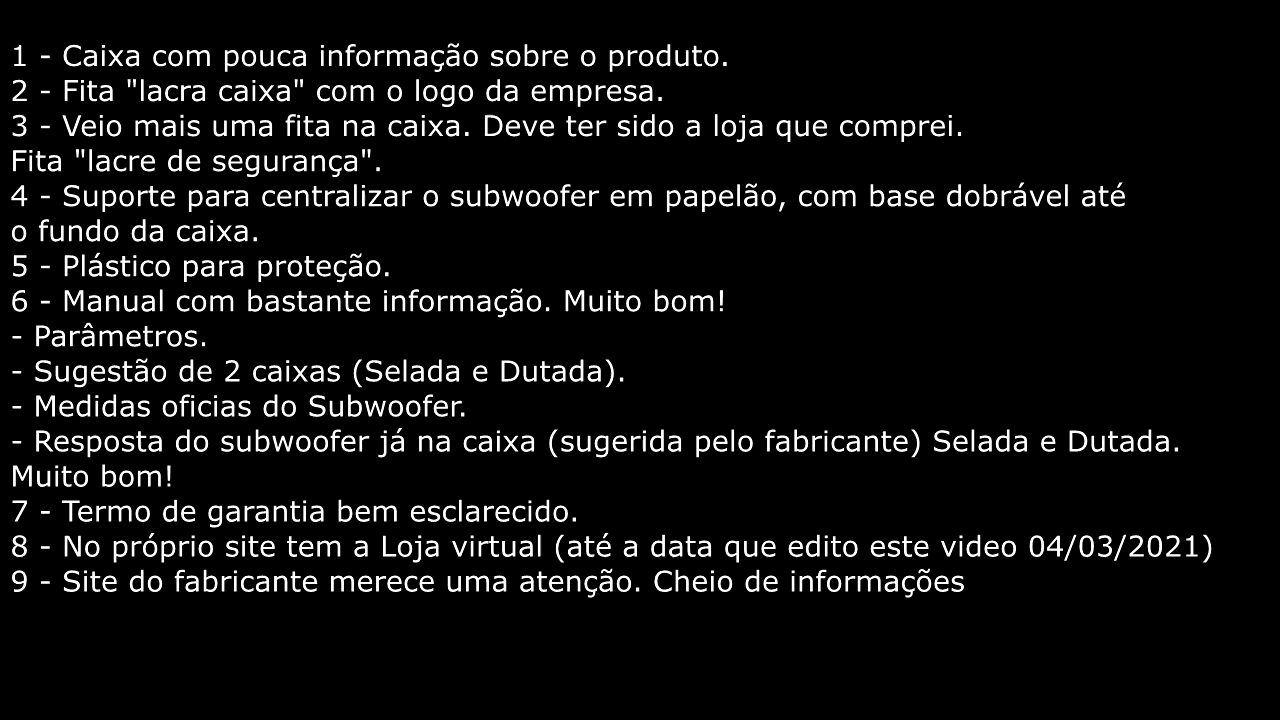 1 - Caixa com pouca informação sobre o produto.
2 - Fita "lacra caixa" com o logo da empresa.
3 - Veio mais uma fita na caixa. Deve ter sido a loja que comprei.
Fita "lacre de segurança".
4 - Suporte para centralizar o subwoofer em papelão, com base dobrável até
o fundo da caixa.
5 - Plástico para proteção.
6 - Manual com bastante informação. Muito bom!
- Parâmetros.
- Sugestão de 2 caixas (Selada e Dutada).
- Medidas oficias do Subwoofer.
- Resposta do subwoofer já na caixa (sugerida pelo fabricante) Selada e Dutada.
Muito bom!
7 - Termo de garantia bem esclarecido.
8 - No próprio site tem a Loja virtual (até a data que edito este video 04/03/2021)
9 - Site do fabricante merece uma atenção. Cheio de informações